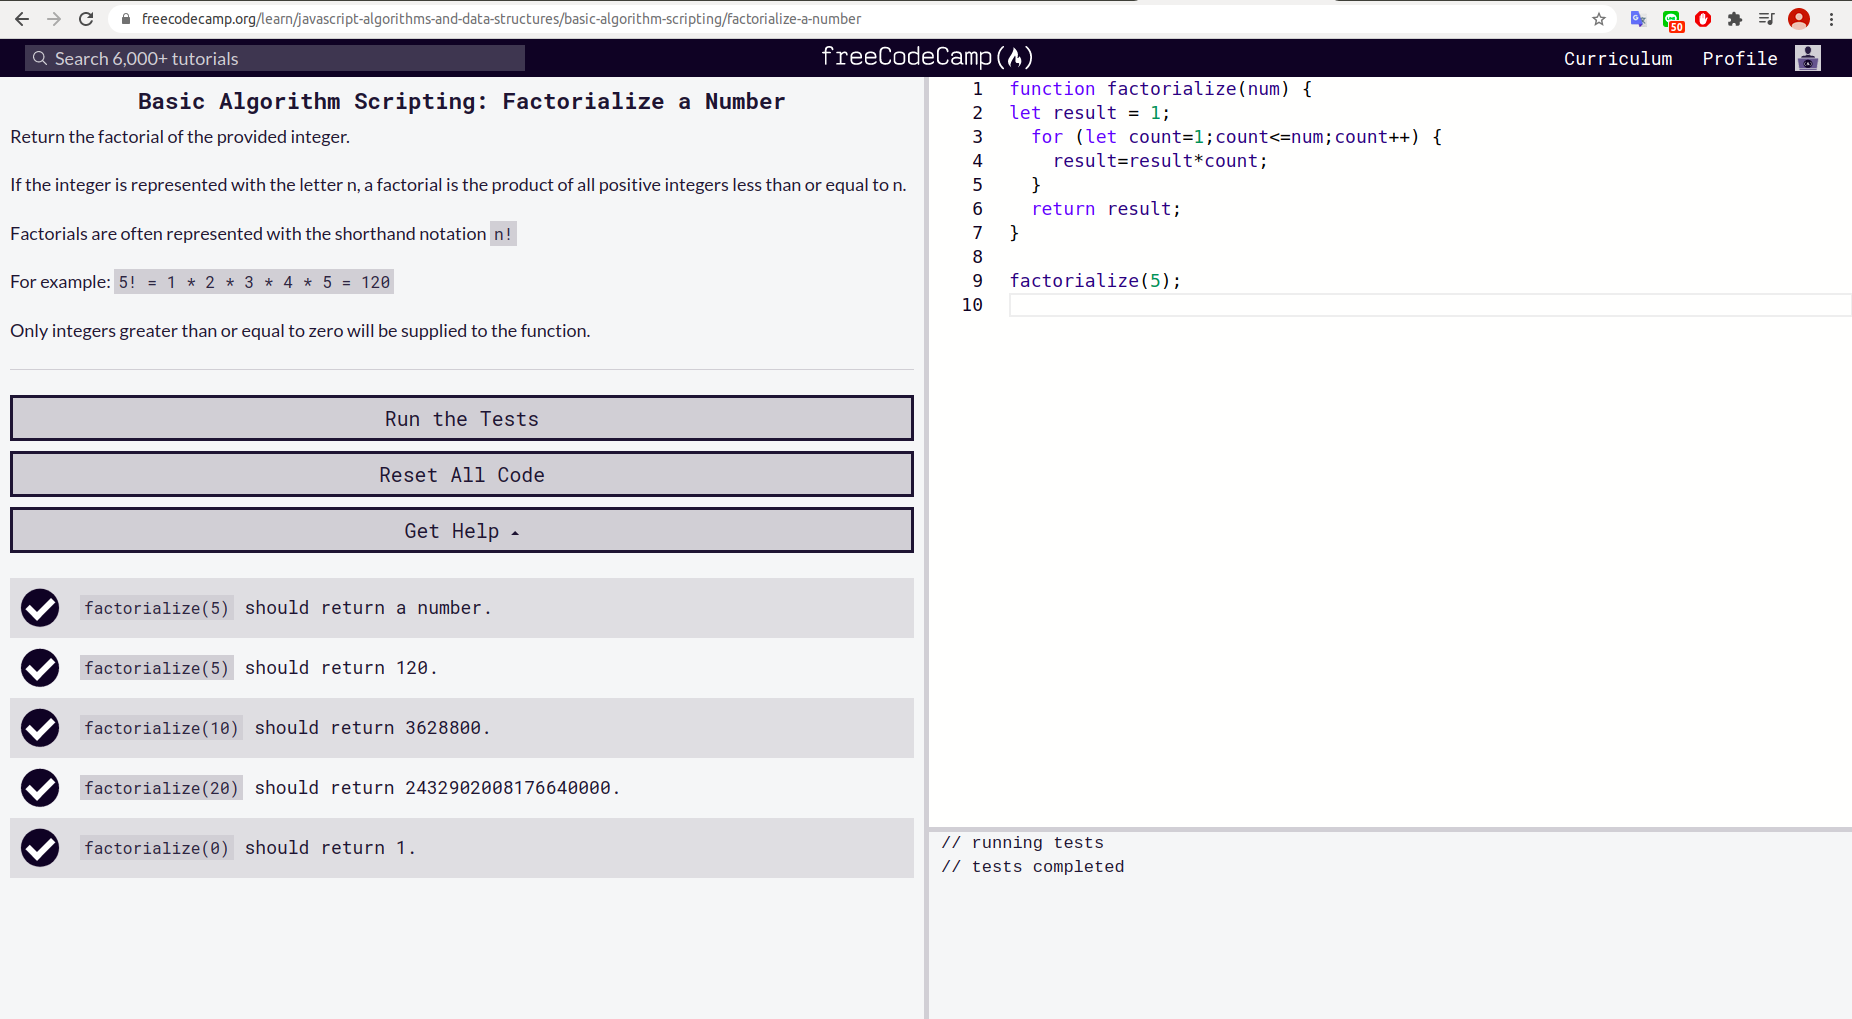 freecodecamp.org/learn/javascript-algorithms-and-data-structures/basic-algorithm-scripting/factorialize-a-number
50
Search 6,000+ tutorials
freeCodeCamp(🔥)
Curriculum
Profile
Basic Algorithm Scripting: Factorialize a Number
Return the factorial of the provided integer.
If the integer is represented with the letter n, a factorial is the product of all positive integers less than or equal to n.
Factorials are often represented with the shorthand notation n!
For example: 5! = 1 * 2 * 3 * 4 * 5 = 120
Only integers greater than or equal to zero will be supplied to the function.
Run the Tests
Reset All Code
Get Help
factorialize(5) should return a number.
factorialize(5) should return 120.
factorialize(10) should return 3628800.
factorialize(20) should return 2432902008176640000.
factorialize(0) should return 1.
1 function factorialize(num) {
2 let result = 1;
3   for (let count=1;count<=num;count++) {
4     result=result*count;
5   }
6   return result;
7 }
8
9 factorialize(5);
10
// running tests
// tests completed